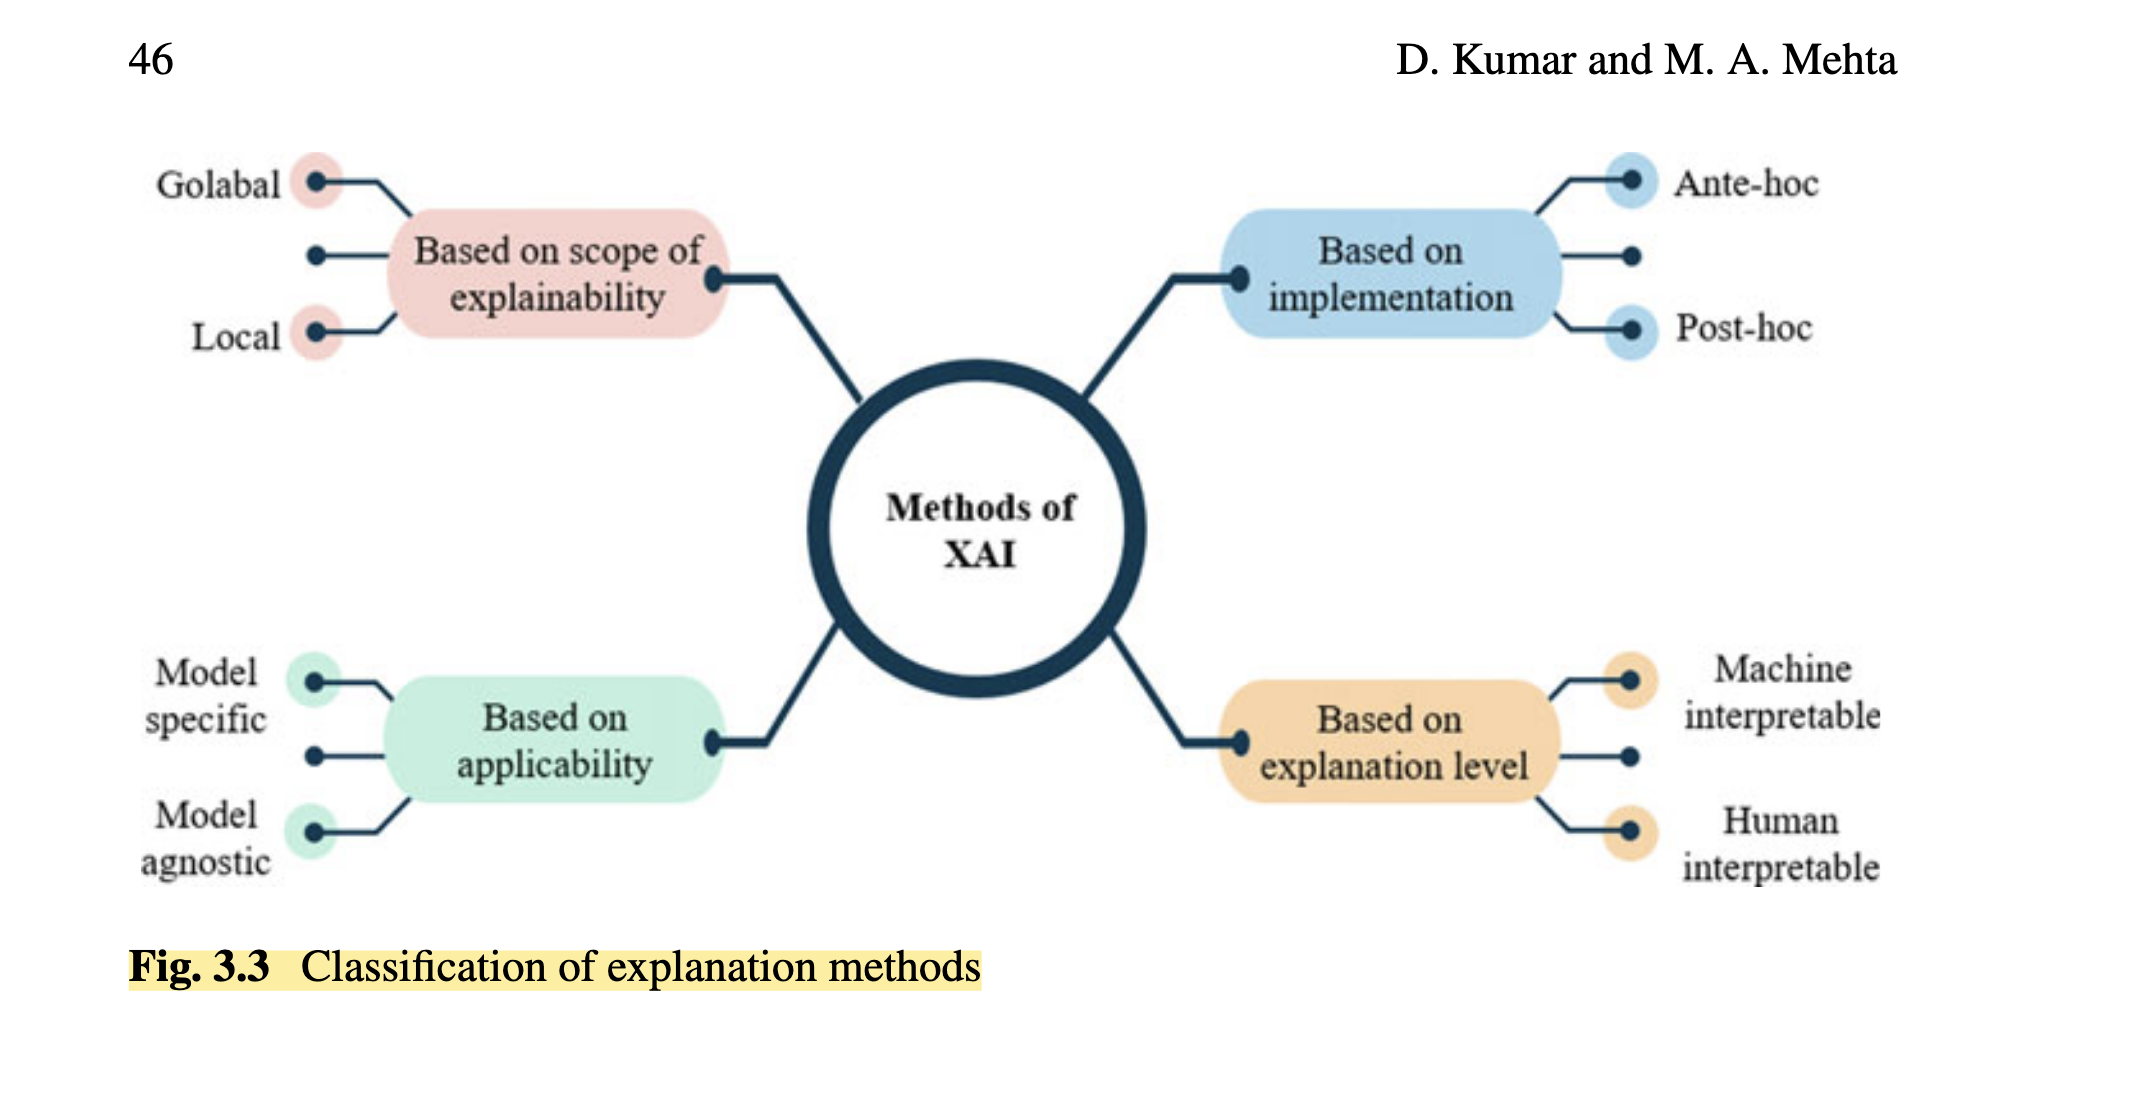 46
D. Kumar and M. A. Mehta
Golabal
Based on scope of
explainability
Local
Based on
implementation
Ante-hoc
Post-hoc
Methods of
XAI
Model
specific
Based on
applicability
Model
agnostic
Based on
explanation level
Machine
interpretable
Human
interpretable
Fig. 3.3 Classification of explanation methods